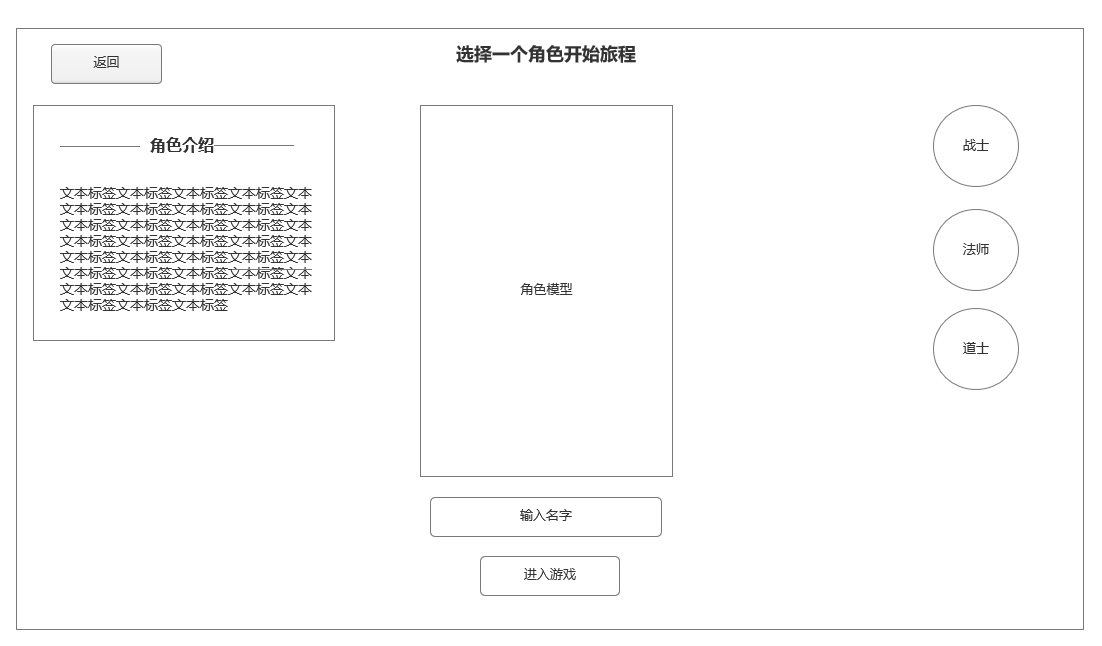 返回
选择一个角色开始旅程
角色介绍
文本标签文本标签文本标签文本标签文本
文本标签文本标签文本标签文本标签文本
文本标签文本标签文本标签文本标签文本
文本标签文本标签文本标签文本标签文本
文本标签文本标签文本标签文本标签文本
文本标签文本标签文本标签文本标签文本
文本标签文本标签文本标签文本标签文本
文本标签文本标签文本标签
角色模型
输入名字
进入游戏
战士
法师
道士